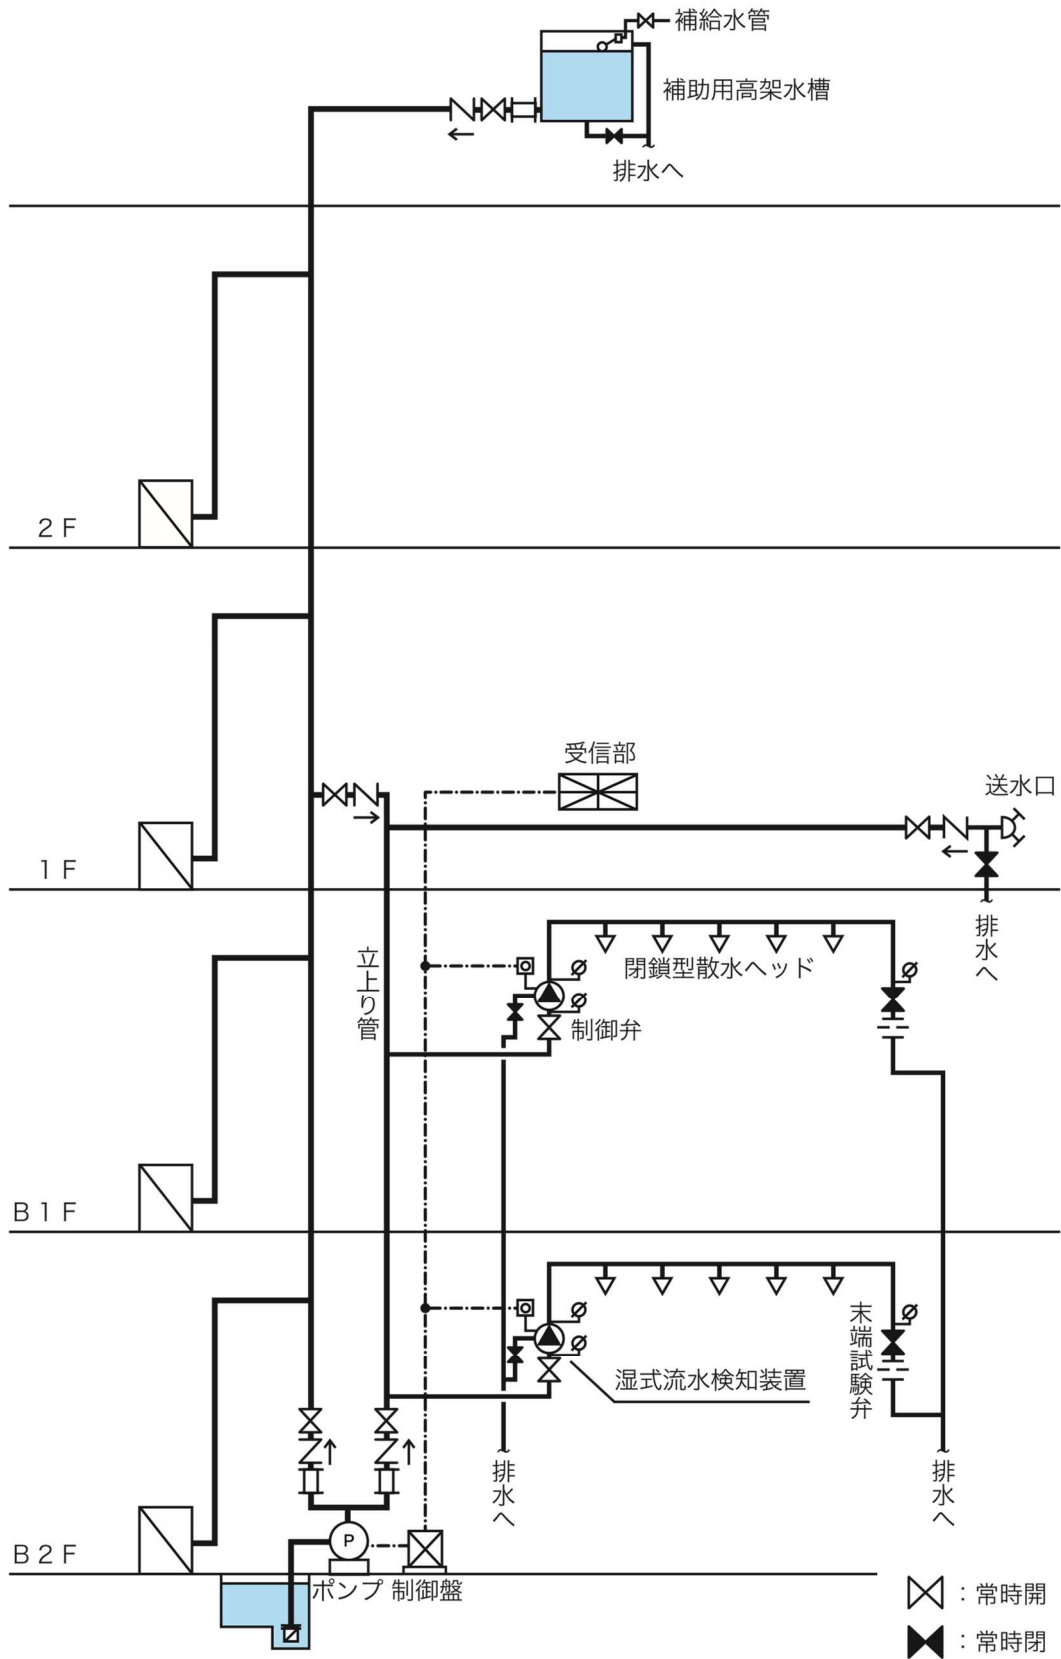 補給水管
補助用高架水槽
排水へ
2F
受信部
送水口
1F
排水へ
立上り管
閉鎖型散水ヘッド
制御弁
B1F
末端試験弁
湿式流水検知装置
排水へ
排水へ
P
B2F
ポンプ
制御盤
：常時開
：常時閉